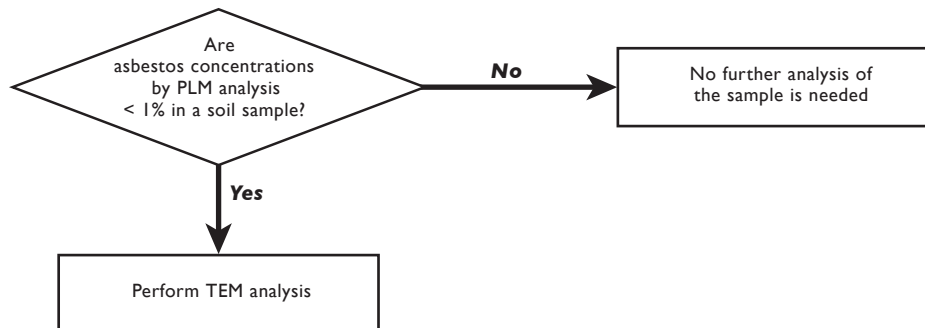 Are
asbestos concentrations
by PLM analysis
< 1% in a soil sample?
No
No further analysis of
the sample is needed
Yes
Perform TEM analysis